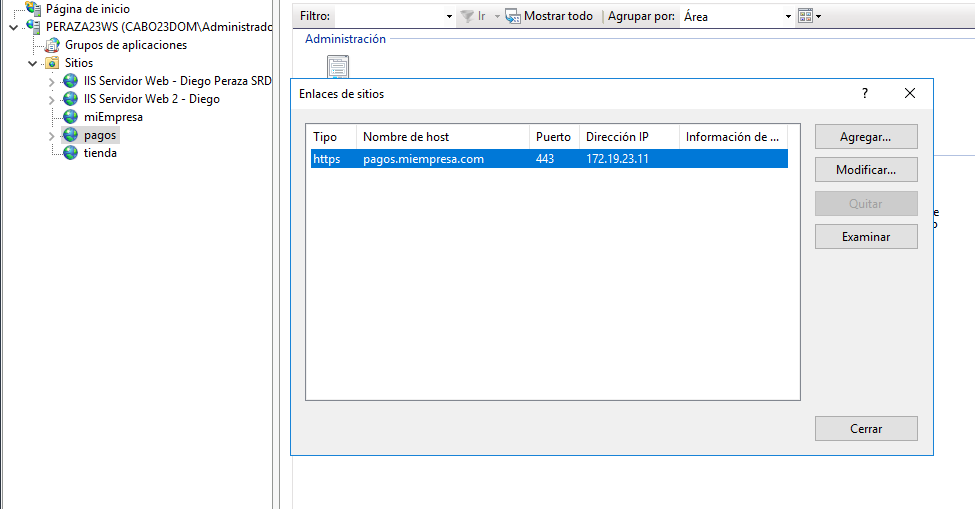 Página de inicio
PERAZA23WS (CABO23DOM\Administrado
Grupos de aplicaciones
Sitios
IIS Servidor Web - Diego Peraza SRD
IIS Servidor Web 2 - Diego
miEmpresa
pagos
tienda
Filtro: Ir Mostrar todo Agrupar por: Área
Administración
Enlaces de sitios ?
Tipo Nombre de host Puerto Dirección IP Información de ...
https pagos.miempresa.com 443 172.19.23.11
Agregar...
Modificar...
Quitar
Examinar
Cerrar